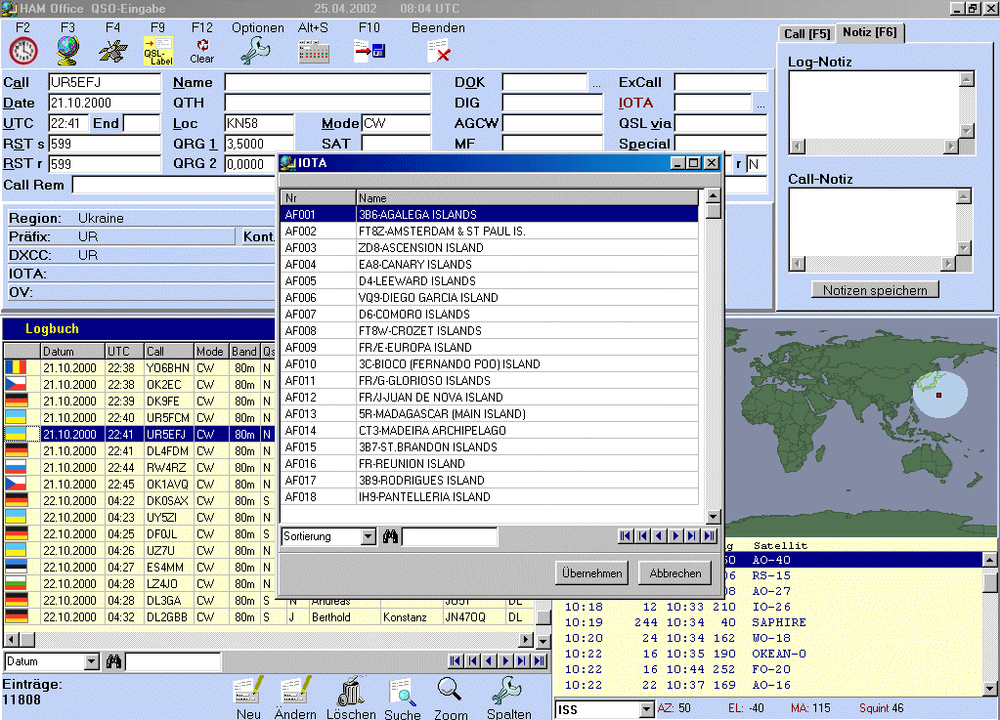 HAM Office QSO-Eingabe 25.04.2002 08:04 UTC
F2 F3 F4 F9 F12 Optionen Alt+S F10 Beenden
QSL-Label Clear
Call UR5EFJ Name DOK ... ExCall
Date 21.10.2000 QTH DIG IOTA ...
UTC 22:41 End Loc KN58 Mode CW AGCW QSL via
RST s 599 QRG 1 3,5000 SAT MF Special
RST r 599 QRG 2 0,0000 r N
Call Rem
Call [F5] Notiz [F6]
Log-Notiz
Call-Notiz
Notizen speichern
Region: Ukraine
Präfix: UR Kont.
DXCC: UR
IOTA:
OV:
IOTA
Nr Name
AF001 3B6-AGALEGA ISLANDS
AF002 FT8Z-AMSTERDAM & ST PAUL IS.
AF003 ZD8-ASCENSION ISLAND
AF004 EA8-CANARY ISLANDS
AF005 D4-LEEWARD ISLANDS
AF006 VQ9-DIEGO GARCIA ISLAND
AF007 D6-COMORO ISLANDS
AF008 FT8W-CROZET ISLANDS
AF009 FR/E-EUROPA ISLAND
AF010 3C-BIOCO (FERNANDO POO) ISLAND
AF011 FR/G-GLORIOSO ISLANDS
AF012 FR/J-JUAN DE NOVA ISLAND
AF013 5R-MADAGASCAR (MAIN ISLAND)
AF014 CT3-MADEIRA ARCHIPELAGO
AF015 3B7-ST.BRANDON ISLANDS
AF016 FR-REUNION ISLAND
AF017 3B9-RODRIGUES ISLAND
AF018 IH9-PANTELLERIA ISLAND
Sortierung
Übernehmen Abbrechen
Logbuch
Datum UTC Call Mode Band Qs
21.10.2000 22:38 YO6BHN CW 80m N
21.10.2000 22:38 OK2EC CW 80m N
21.10.2000 22:39 DK9FE CW 80m N
21.10.2000 22:40 UR5FCM CW 80m N
21.10.2000 22:41 UR5EFJ CW 80m N
21.10.2000 22:41 DL4FDM CW 80m N
21.10.2000 22:44 RW4RZ CW 80m N
21.10.2000 22:45 OK1AVQ CW 80m N
22.10.2000 04:22 DK0SAX CW 80m S
22.10.2000 04:23 UY5ZI CW 80m N
22.10.2000 04:25 DF0JL CW 80m S
22.10.2000 04:26 UZ7U CW 80m N
22.10.2000 04:27 ES4MM CW 80m N
22.10.2000 04:28 LZ4JO CW 80m N
22.10.2000 04:28 DL3GA CW 80m S N Andreas JO51 DL
22.10.2000 04:32 DL2GBB CW 80m S J Berthold Konstanz JN47OQ DL
Datum
Einträge:
11808
Neu Ändern Löschen Suche Zoom Spalten
g Satellit
50 AO-40
06 RS-15
08 AO-27
10:18 12 10:33 210 IO-26
10:19 244 10:34 40 SAPHIRE
10:20 24 10:34 162 WO-18
10:22 16 10:35 190 OKEAN-0
10:22 16 10:44 252 FO-20
10:22 22 10:37 169 AO-16
ISS AZ: 50 EL: -40 MA: 115 Squint 46